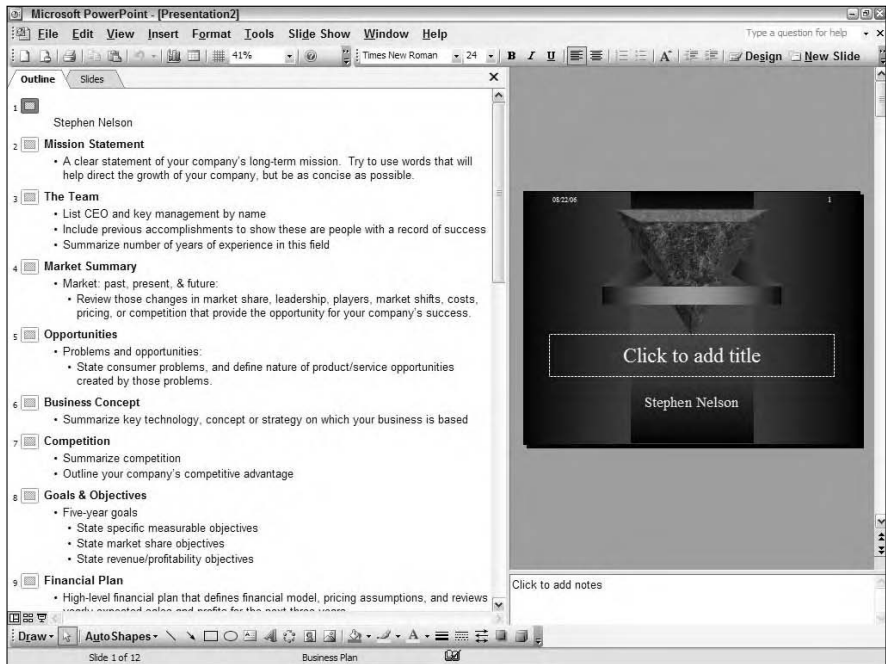 Microsoft PowerPoint - [Presentation2]
File Edit View Insert Format Tools Slide Show Window Help
Type a question for help
41%
Times New Roman
24
B I U
A
Design
New Slide
Outline
Slides
1
Stephen Nelson
2 Mission Statement
• A clear statement of your company's long-term mission. Try to use words that will
help direct the growth of your company, but be as concise as possible.
3 The Team
• List CEO and key management by name
• Include previous accomplishments to show these are people with a record of success
• Summarize number of years of experience in this field
4 Market Summary
• Market: past, present, & future:
• Review those changes in market share, leadership, players, market shifts, costs,
pricing, or competition that provide the opportunity for your company's success.
5 Opportunities
• Problems and opportunities:
• State consumer problems, and define nature of product/service opportunities
created by those problems.
6 Business Concept
• Summarize key technology, concept or strategy on which your business is based
7 Competition
• Summarize competition
• Outline your company's competitive advantage
8 Goals & Objectives
• Five-year goals
• State specific measurable objectives
• State market share objectives
• State revenue/profitability objectives
9 Financial Plan
• High-level financial plan that defines financial model, pricing assumptions, and reviews
yearly expected sales and profits for the next three years.
08/22/06
1
Click to add title
Stephen Nelson
Click to add notes
Draw
AutoShapes
A
A
Slide 1 of 12
Business Plan